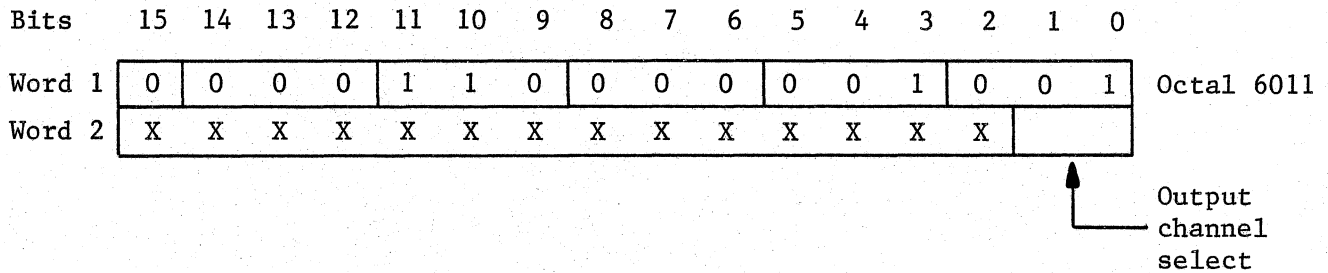 Bits 15 14 13 12 11 10 9 8 7 6 5 4 3 2 1 0
Word 1 0 0 0 0 1 1 0 0 0 0 0 0 1 0 0 1 Octal 6011
Word 2 X X X X X X X X X X X X X X
Output
channel
select